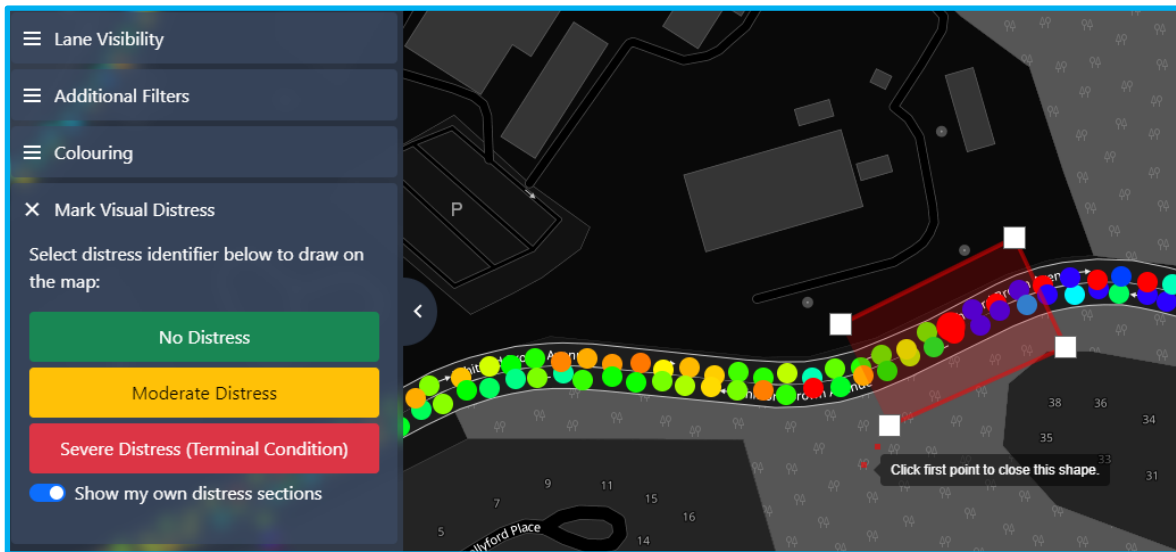 Lane Visibility
Additional Filters
Colouring
Mark Visual Distress
Select distress identifier below to draw on
the map:
No Distress
Moderate Distress
Severe Distress (Terminal Condition)
Show my own distress sections
P
Click first point to close this shape.
38
36
34
35
33
31
9
11
7
15
5
16
14